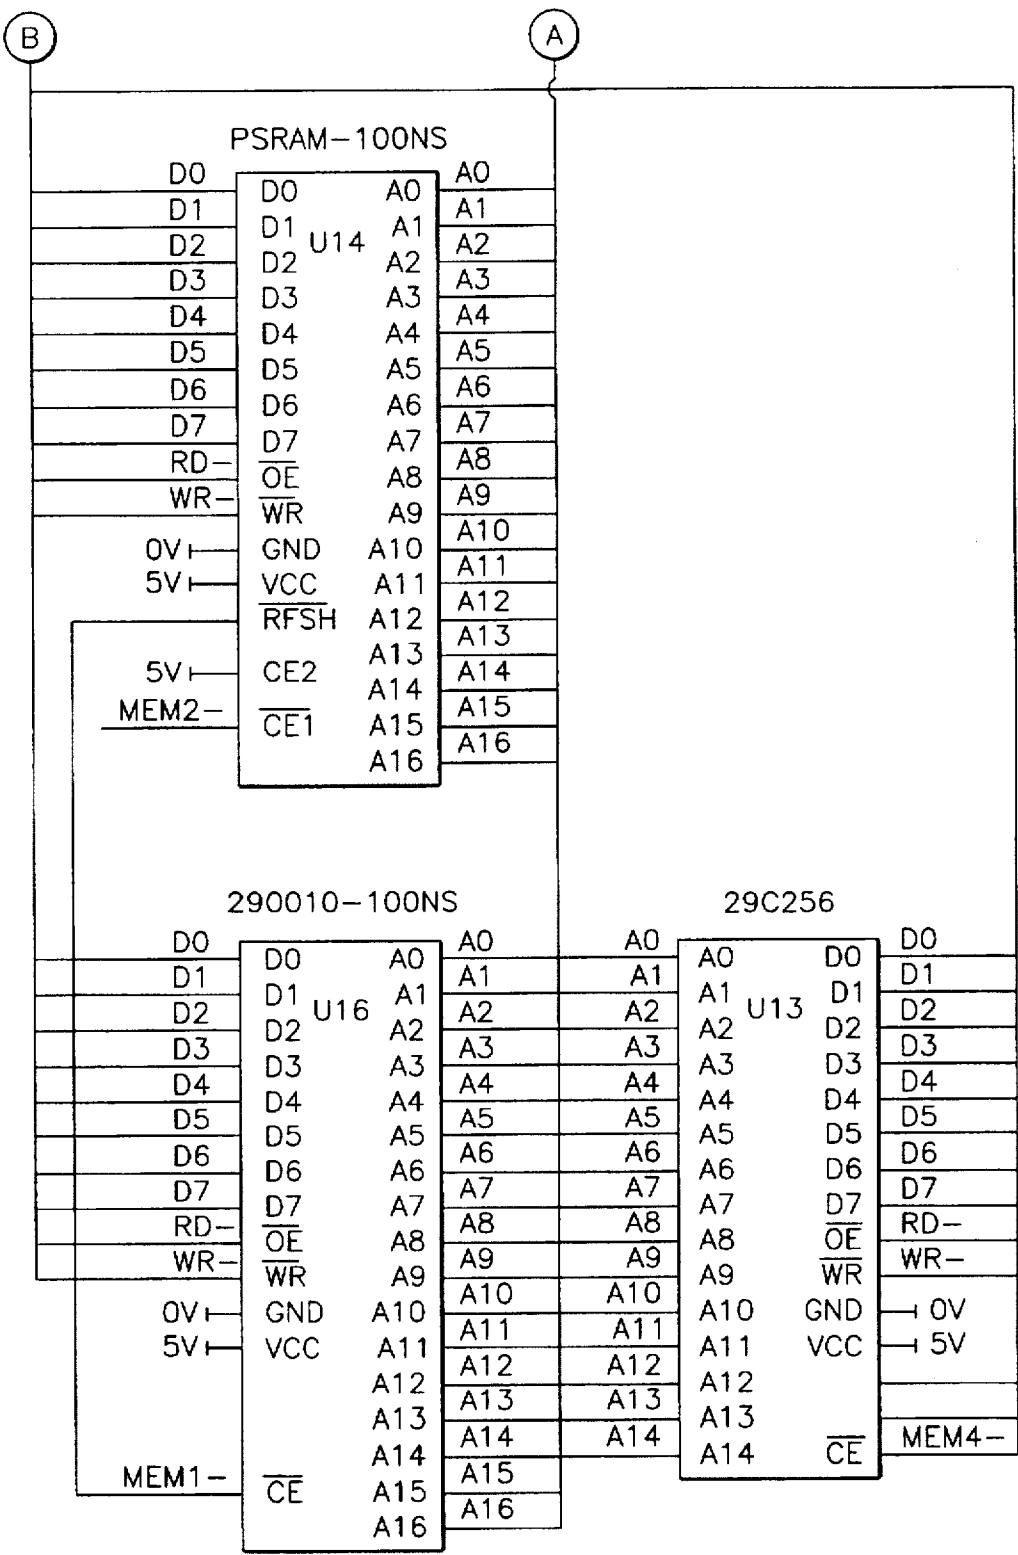 B A
PSRAM-100NS
D0 D0 A0 A0
D1 D1 U14 A1 A1
D2 D2 A2 A2
D3 D3 A3 A3
D4 D4 A4 A4
D5 D5 A5 A5
D6 D6 A6 A6
D7 D7 A7 A7
RD- OE A8 A8
WR- WR A9 A9
0V GND A10 A10
5V VCC A11 A11
RFSH A12 A12
A13 A13
5V CE2 A14 A14
MEM2- CE1 A15 A15
A16 A16
290010-100NS 29C256
D0 D0 A0 A0 A0 A0 D0 D0
D1 D1 U16 A1 A1 A1 A1 U13 D1 D1
D2 D2 A2 A2 A2 A2 D2 D2
D3 D3 A3 A3 A3 A3 D3 D3
D4 D4 A4 A4 A4 A4 D4 D4
D5 D5 A5 A5 A5 A5 D5 D5
D6 D6 A6 A6 A6 A6 D6 D6
D7 D7 A7 A7 A7 A7 D7 D7
RD- OE A8 A8 A8 A8 OE RD-
WR- WR A9 A9 A9 A9 WR WR-
0V GND A10 A10 A10 A10 GND 0V
5V VCC A11 A11 A11 A11 VCC 5V
A12 A12 A12 A12
A13 A13 A13 A13
A14 A14 A14 A14 CE MEM4-
MEM1- CE A15 A15
A16 A16